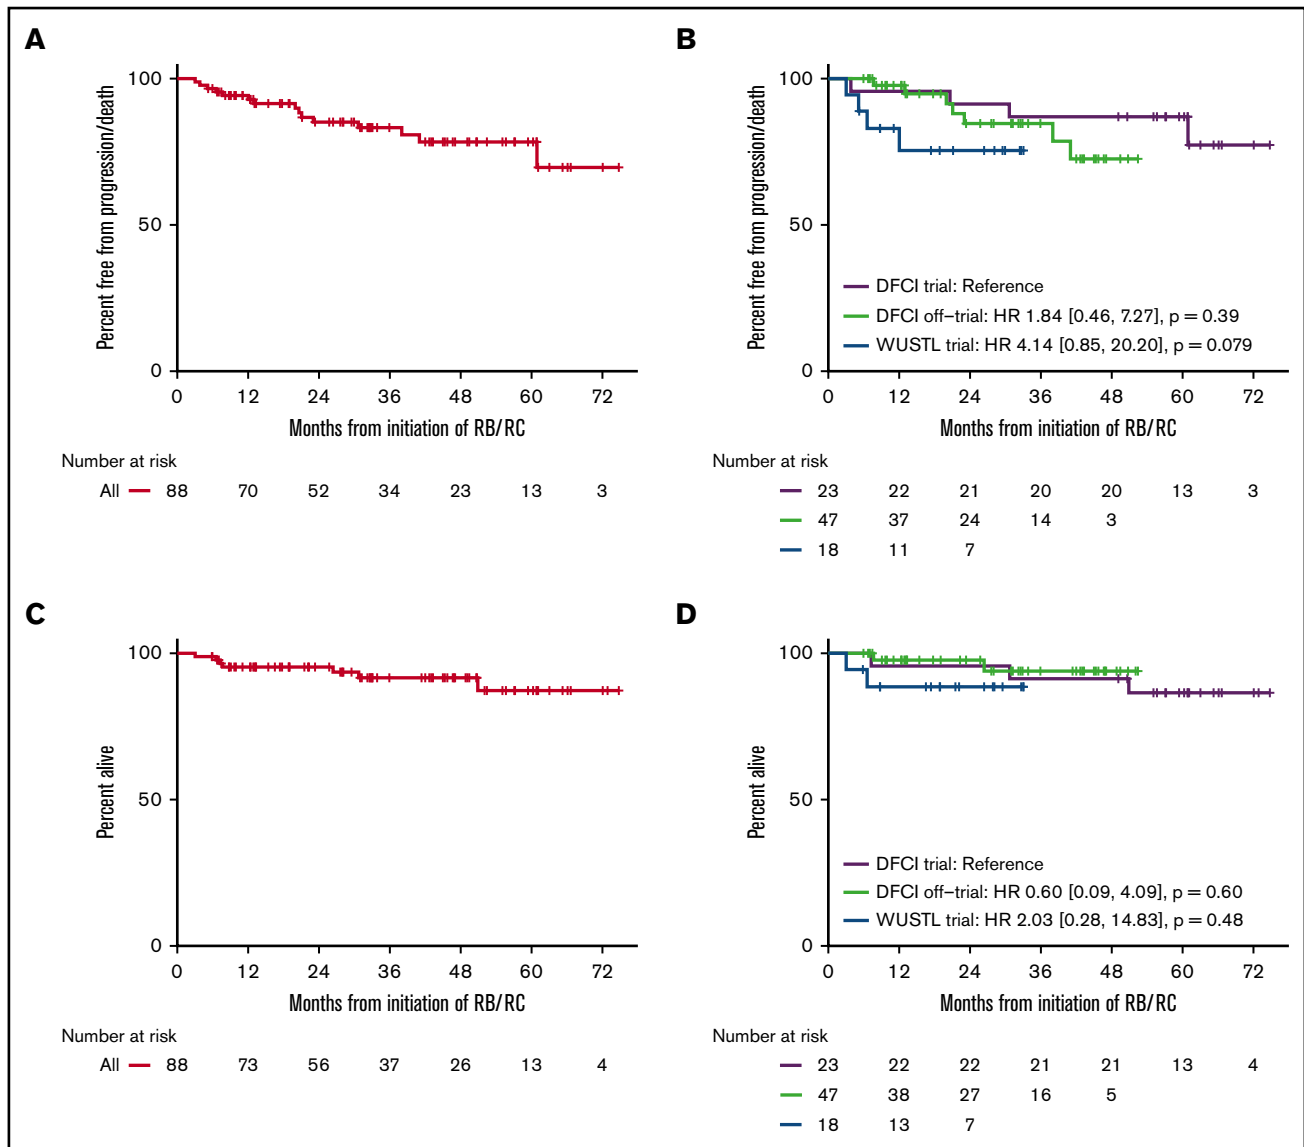 A
Percent free from progression/death
100
50
0
0 12 24 36 48 60 72
Months from initiation of RB/RC
Number at risk
All 88 70 52 34 23 13 3
B
Percent free from progression/death
100
50
0
DFCI trial: Reference
DFCI off–trial: HR 1.84 [0.46, 7.27], p = 0.39
WUSTL trial: HR 4.14 [0.85, 20.20], p = 0.079
0 12 24 36 48 60 72
Months from initiation of RB/RC
Number at risk
23 22 21 20 20 13 3
47 37 24 14 3
18 11 7
C
Percent alive
100
50
0
0 12 24 36 48 60 72
Months from initiation of RB/RC
Number at risk
All 88 73 56 37 26 13 4
D
Percent alive
100
50
0
DFCI trial: Reference
DFCI off–trial: HR 0.60 [0.09, 4.09], p = 0.60
WUSTL trial: HR 2.03 [0.28, 14.83], p = 0.48
0 12 24 36 48 60 72
Months from initiation of RB/RC
Number at risk
23 22 22 21 21 13 4
47 38 27 16 5
18 13 7